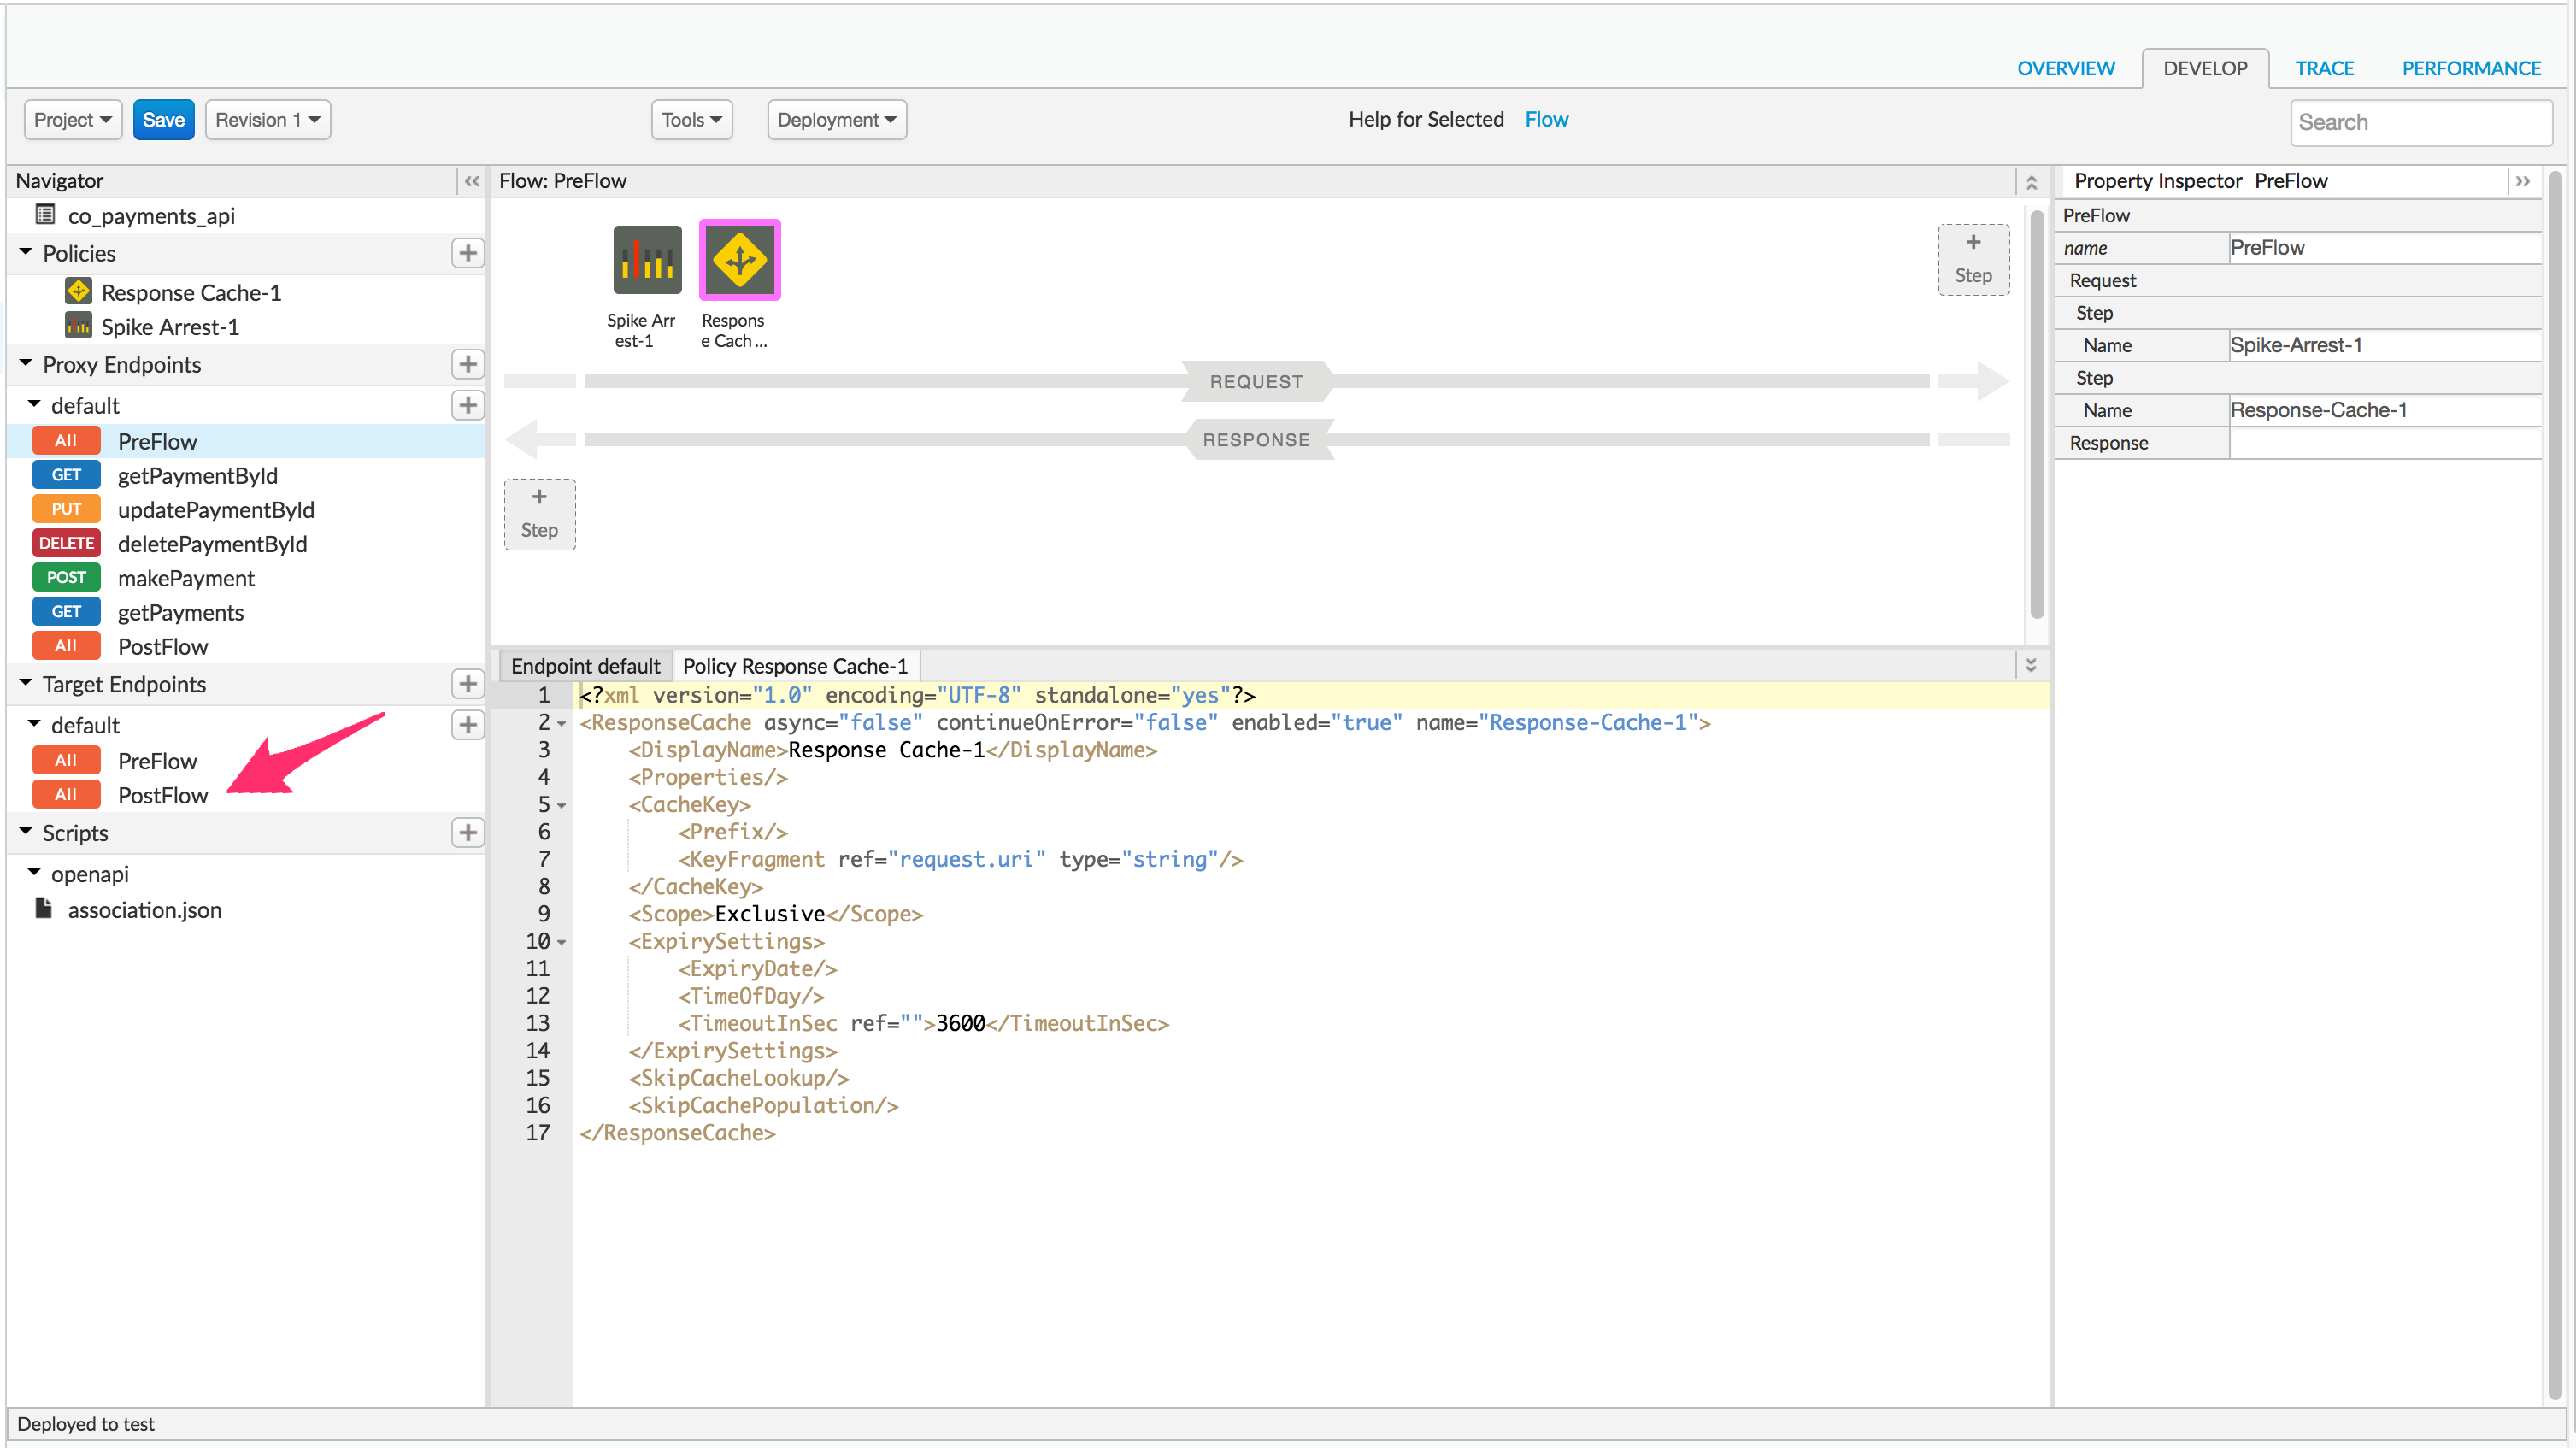 OVERVIEW DEVELOP TRACE PERFORMANCE
Project Save Revision 1 Tools Deployment Help for Selected Flow Search
Navigator
co_payments_api
Policies
Response Cache-1
Spike Arrest-1
Proxy Endpoints
default
All PreFlow
GET getPaymentById
PUT updatePaymentById
DELETE deletePaymentById
POST makePayment
GET getPayments
All PostFlow
Target Endpoints
default
All PreFlow
All PostFlow
Scripts
openapi
association.json
Flow: PreFlow
Spike Arr
est-1
Respons
e Cach ...
+
Step
REQUEST
RESPONSE
+
Step
Endpoint default Policy Response Cache-1
1 <?xml version="1.0" encoding="UTF-8" standalone="yes"?>
2 <ResponseCache async="false" continueOnError="false" enabled="true" name="Response-Cache-1">
3 <DisplayName>Response Cache-1</DisplayName>
4 <Properties/>
5 <CacheKey>
6 <Prefix/>
7 <KeyFragment ref="request.uri" type="string"/>
8 </CacheKey>
9 <Scope>Exclusive</Scope>
10 <ExpirySettings>
11 <ExpiryDate/>
12 <TimeOfDay/>
13 <TimeoutInSec ref="">3600</TimeoutInSec>
14 </ExpirySettings>
15 <SkipCacheLookup/>
16 <SkipCachePopulation/>
17 </ResponseCache>
Property Inspector PreFlow
PreFlow
name PreFlow
Request
Step
Name Spike-Arrest-1
Step
Name Response-Cache-1
Response
Deployed to test